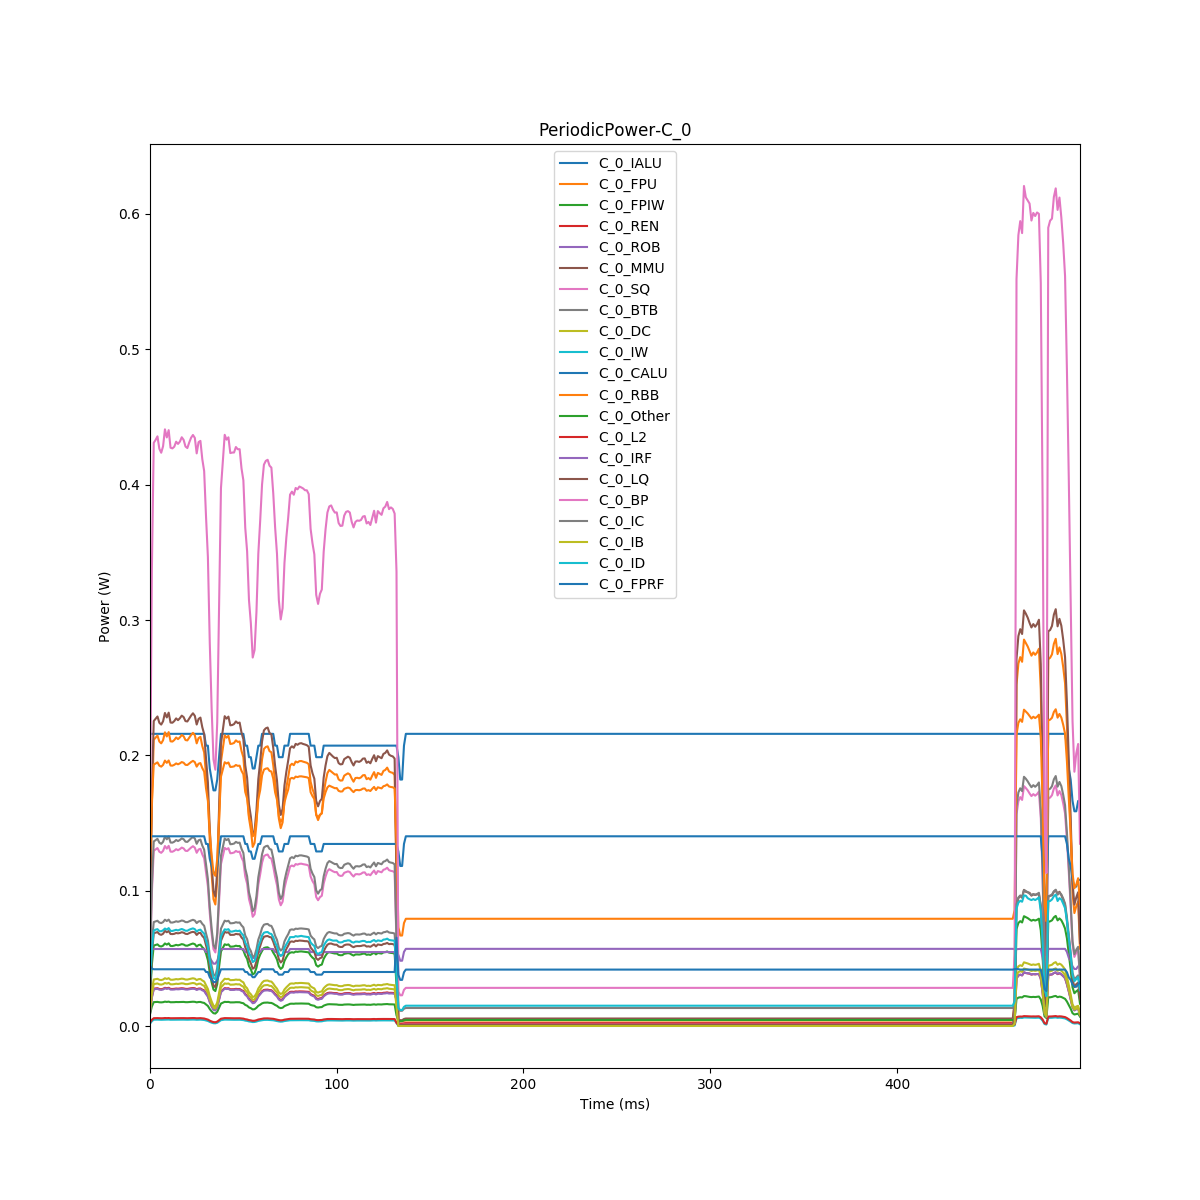 PeriodicPower-C_0
C_0_IALU
C_0_FPU
C_0_FPIW
C_0_REN
C_0_ROB
C_0_MMU
C_0_SQ
C_0_BTB
C_0_DC
C_0_IW
C_0_CALU
C_0_RBB
C_0_Other
C_0_L2
C_0_IRF
C_0_LQ
C_0_BP
C_0_IC
C_0_IB
C_0_ID
C_0_FPRF
0.6
0.5
0.4
0.3
0.2
0.1
0.0
Power (W)
0 100 200 300 400
Time (ms)